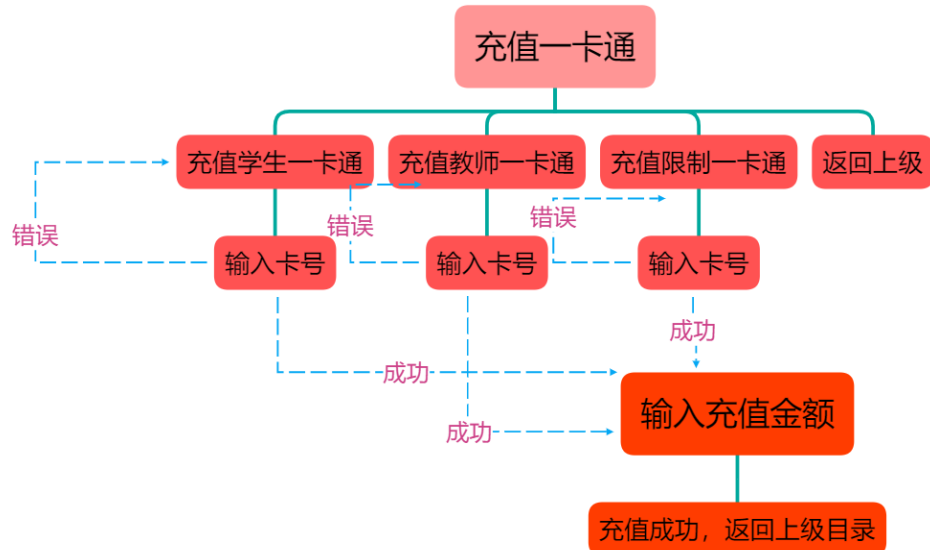 充值一卡通
充值学生一卡通
充值教师一卡通
充值限制一卡通
返回上级
错误
错误
错误
输入卡号
输入卡号
输入卡号
成功
成功
成功
输入充值金额
充值成功，返回上级目录